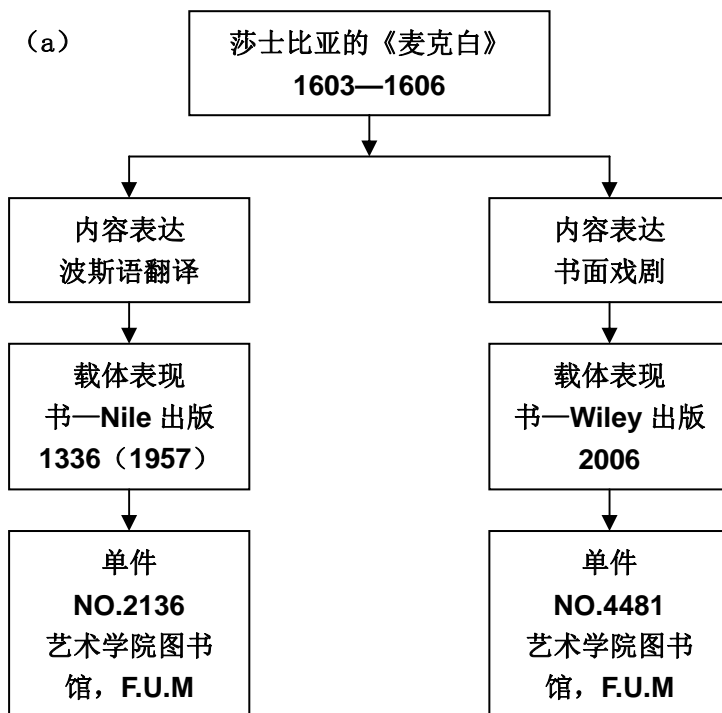 （a）
莎士比亚的《麦克白》
1603—1606
内容表达
波斯语翻译
内容表达
书面戏剧
载体表现
书—Nile 出版
1336（1957）
载体表现
书—Wiley 出版
2006
单件
NO.2136
艺术学院图书
馆，F.U.M
单件
NO.4481
艺术学院图书
馆，F.U.M